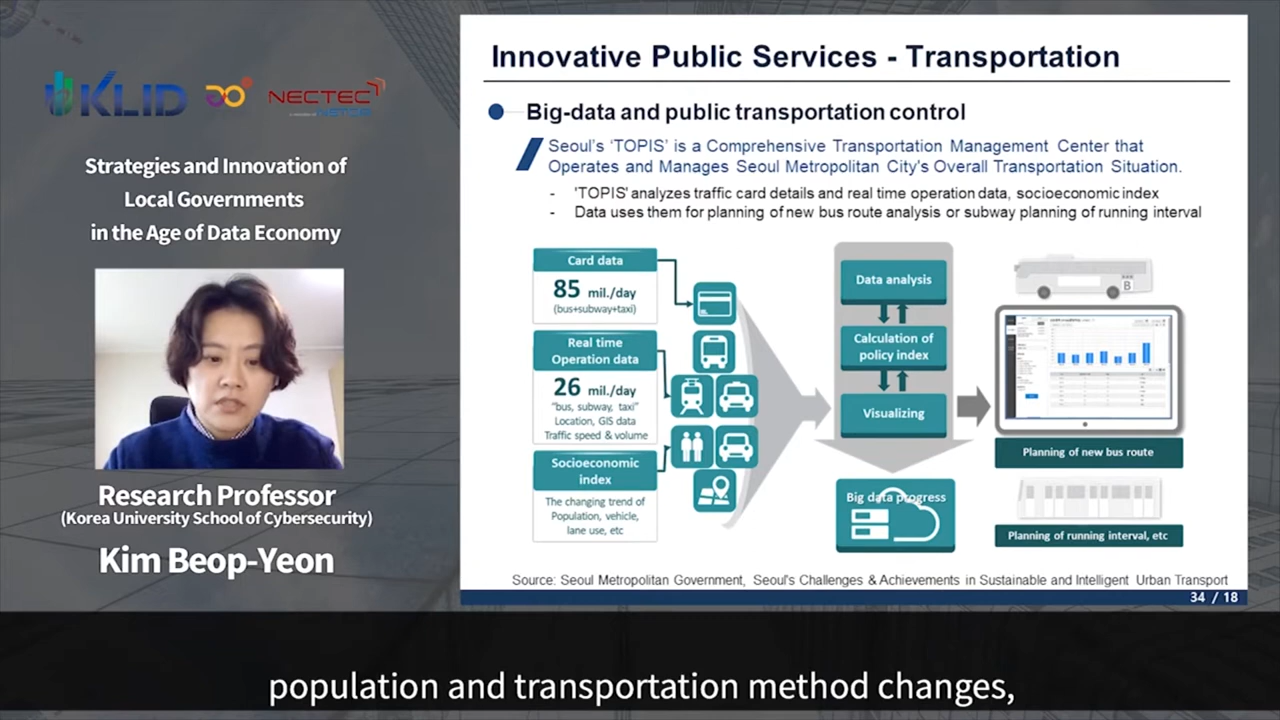 KLID
NECTEC
a member of NSTDA
Strategies and Innovation of
Local Governments
in the Age of Data Economy
Research Professor
(Korea University School of Cybersecurity)
Kim Beop-Yeon
Innovative Public Services - Transportation
Big-data and public transportation control
Seoul's ‘TOPIS’ is a Comprehensive Transportation Management Center that
Operates and Manages Seoul Metropolitan City's Overall Transportation Situation.
- 'TOPIS' analyzes traffic card details and real time operation data, socioeconomic index
- Data uses them for planning of new bus route analysis or subway planning of running interval
Card data
85 mil./day
(bus+subway+taxi)
Real time
Operation data
26 mil./day
“bus, subway, taxi”
Location, GIS data
Traffic speed & volume
Socioeconomic
index
The changing trend of
Population, vehicle,
lane use, etc
Data analysis
Calculation of
policy index
Visualizing
Big data progress
B
Planning of new bus route
Planning of running interval, etc
Source: Seoul Metropolitan Government, Seoul's Challenges & Achievements in Sustainable and Intelligent Urban Transport
34 / 18
population and transportation method changes,